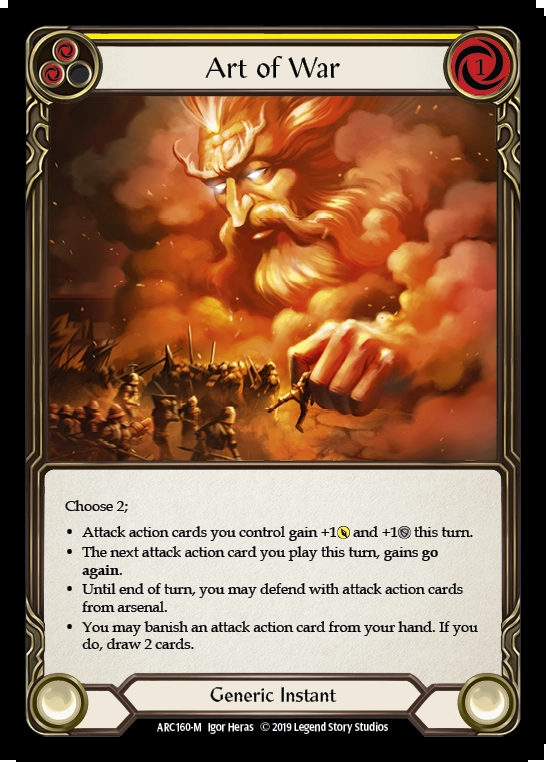 Art of War
1
Choose 2;
• Attack action cards you control gain +1 and +1 this turn.
• The next attack action card you play this turn, gains go
again.
• Until end of turn, you may defend with attack action cards
from arsenal.
• You may banish an attack action card from your hand. If you
do, draw 2 cards.
Generic Instant
ARC160-M Igor Heras © 2019 Legend Story Studios